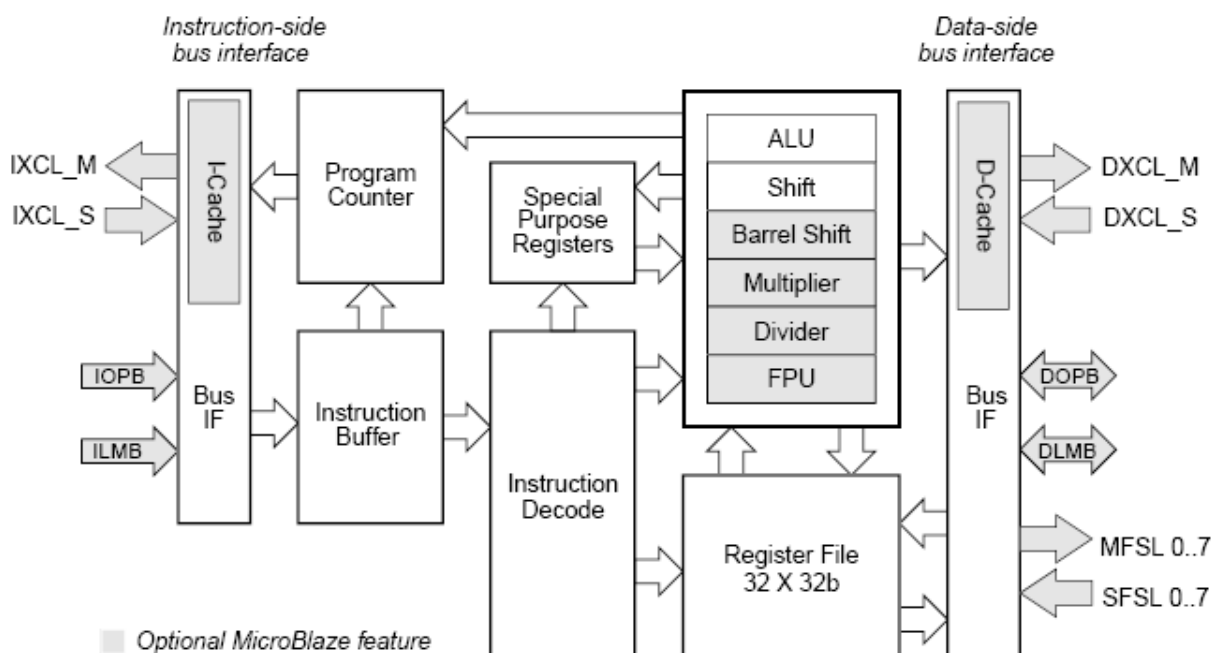 Instruction-side
bus interface
Data-side
bus interface
IXCL_M
IXCL_S
I-Cache
Program
Counter
Special
Purpose
Registers
ALU
Shift
Barrel Shift
Multiplier
Divider
FPU
D-Cache
DXCL_M
DXCL_S
IOPB
ILMB
Bus
IF
Instruction
Buffer
Instruction
Decode
Register File
32 X 32b
Bus
IF
DOPB
DLMB
MFSL 0..7
SFSL 0..7
Optional MicroBlaze feature